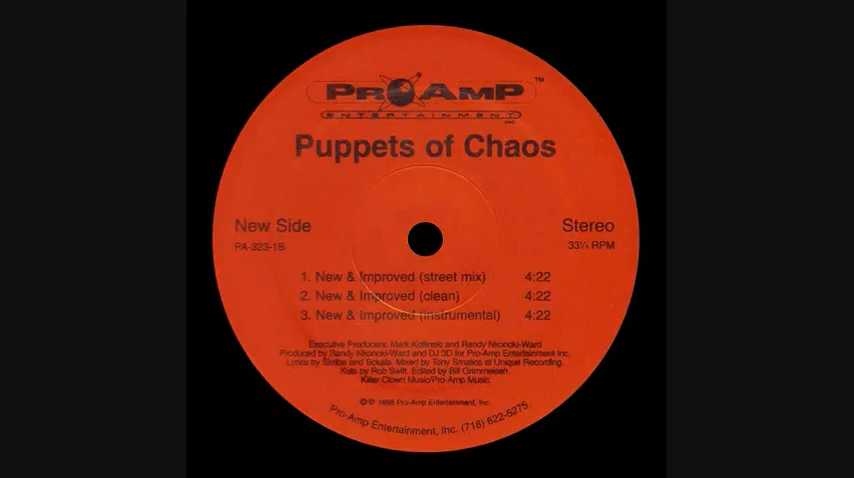 PRO AMP™
ENTERTAINMENT INC.
Puppets of Chaos
New Side
Stereo
PA-323-1B
33⅓ RPM
1. New & Improved (street mix) 4:22
2. New & Improved (clean) 4:22
3. New & Improved (instrumental) 4:22
Executive Producers: Mark Kotlinski and Randy Nkonoki-Ward
Produced by Randy Nkonoki-Ward and DJ 3D for Pro-Amp Entertainment Inc.
Lyrics by Skribe and Sckala. Mixed by Tony Smalios at Unique Recording.
Kuts by Rob Swift. Edited by Bill Grimmeisen.
Killer Clown Music/Pro-Amp Music
©℗ 1995 Pro-Amp Entertainment, Inc.
Pro-Amp Entertainment, Inc. (718) 622-5275